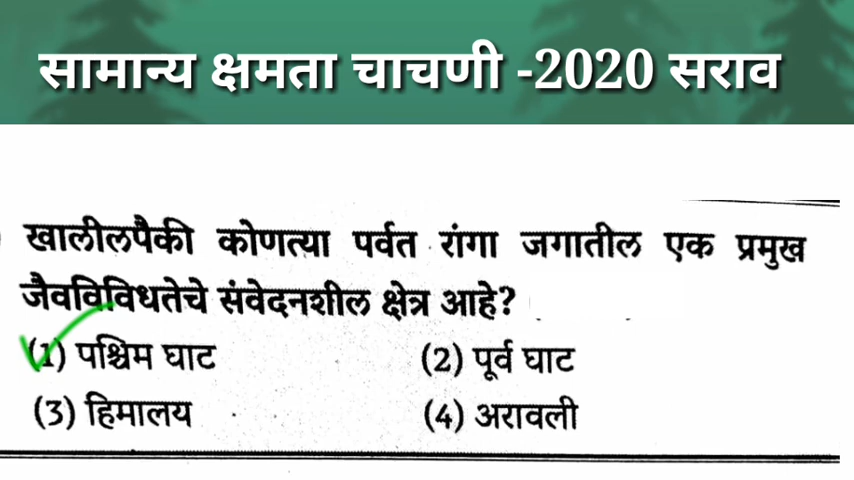 सामान्य क्षमता चाचणी -2020 सराव
खालीलपैकी कोणत्या पर्वत रांगा जगातील एक प्रमुख
जैवविविधतेचे संवेदनशील क्षेत्र आहे?
(1) पश्चिम घाट (2) पूर्व घाट
(3) हिमालय (4) अरावली